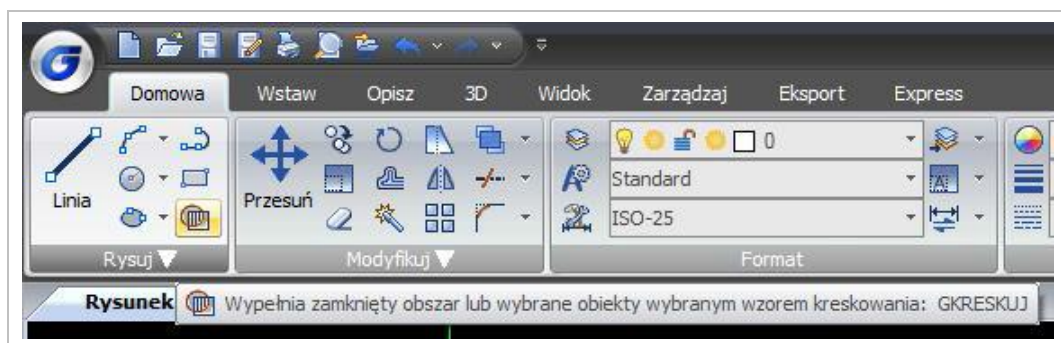 Domowa Wstaw Opisz 3D Widok Zarządzaj Eksport Express
0
Linia Przesuń Standard
ISO-25
Rysuj Modyfikuj Format
Rysunek Wypełnia zamknięty obszar lub wybrane obiekty wybranym wzorem kreskowania: GKRESKUJ